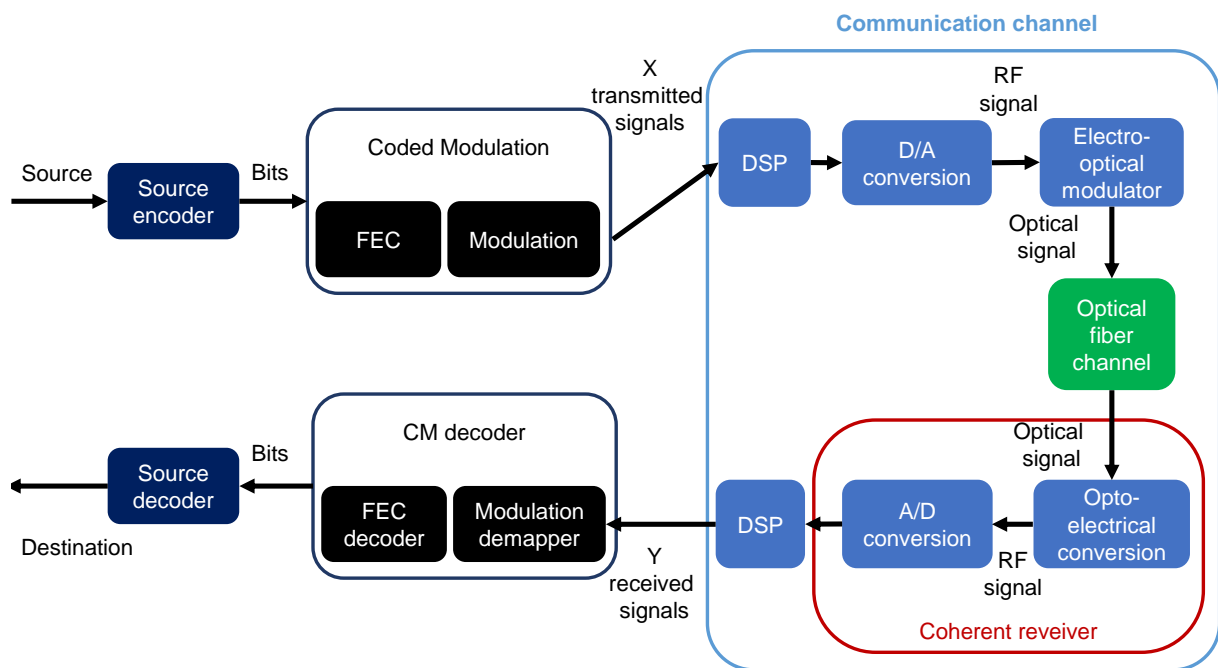 Communication channel
X
transmitted
signals
RF
signal
Coded Modulation
DSP
D/A
conversion
Electro-
optical
modulator
Source
Source
encoder
Bits
FEC
Modulation
Optical
signal
Optical
fiber
channel
CM decoder
Optical
signal
Bits
Source
decoder
FEC
decoder
Modulation
demapper
DSP
A/D
conversion
Opto-
electrical
conversion
Destination
Y
received
signals
RF
signal
Coherent reveiver